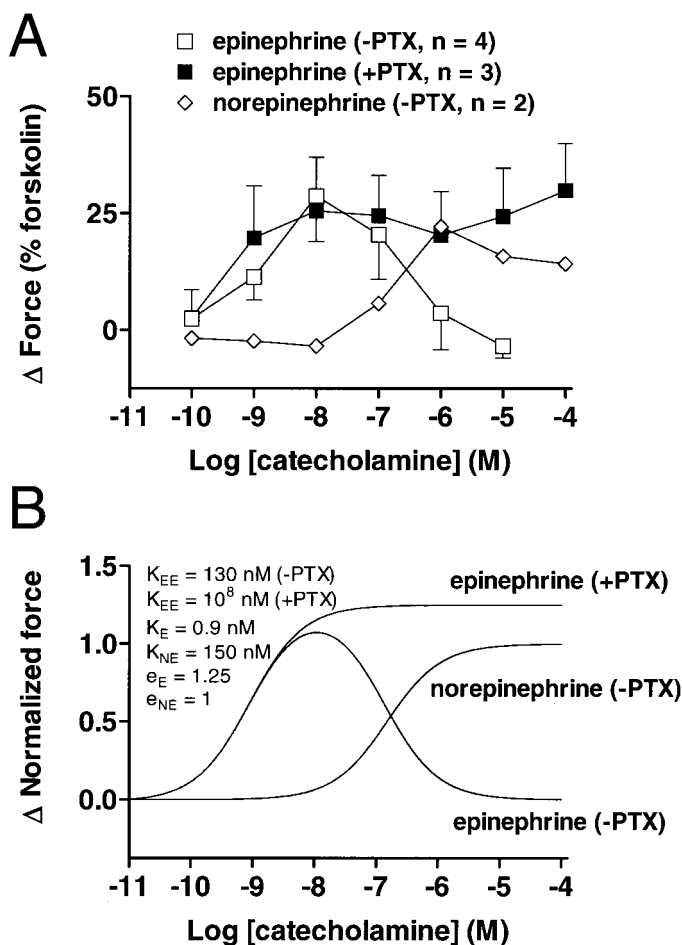 A
epinephrine (-PTX, n = 4)
epinephrine (+PTX, n = 3)
norepinephrine (-PTX, n = 2)
Δ Force (% forskolin)
50
25
0
-11 -10 -9 -8 -7 -6 -5 -4
Log [catecholamine] (M)
B
Δ Normalized force
1.5
1.0
0.5
0.0
K_EE = 130 nM (-PTX)
K_EE = 10⁸ nM (+PTX)
K_E = 0.9 nM
K_NE = 150 nM
e_E = 1.25
e_NE = 1
epinephrine (+PTX)
norepinephrine (-PTX)
epinephrine (-PTX)
-11 -10 -9 -8 -7 -6 -5 -4
Log [catecholamine] (M)